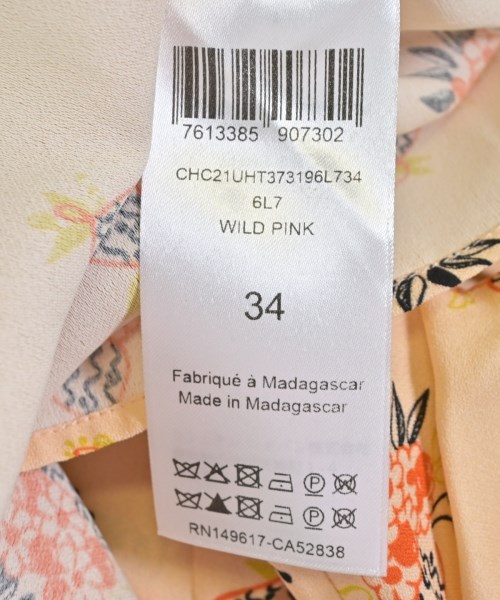 7613385 907302
CHC21UHT373196L734
6L7
WILD PINK
34
Fabriqué à Madagascar
Made in Madagascar
P
P
RN149617-CA52838